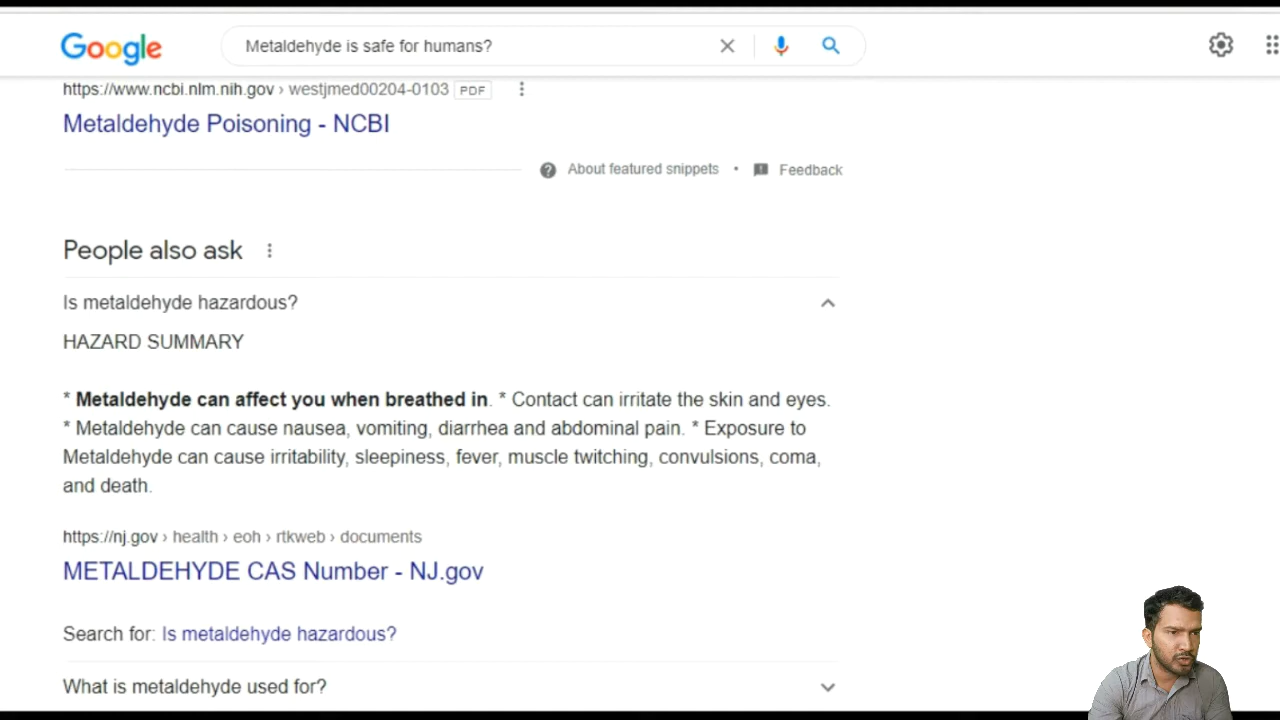 Google
Metaldehyde is safe for humans?
https://www.ncbi.nlm.nih.gov › westjmed00204-0103 PDF
Metaldehyde Poisoning - NCBI
About featured snippets • Feedback
People also ask
Is metaldehyde hazardous?
HAZARD SUMMARY
* Metaldehyde can affect you when breathed in. * Contact can irritate the skin and eyes.
* Metaldehyde can cause nausea, vomiting, diarrhea and abdominal pain. * Exposure to
Metaldehyde can cause irritability, sleepiness, fever, muscle twitching, convulsions, coma,
and death.
https://nj.gov › health › eoh › rtkweb › documents
METALDEHYDE CAS Number - NJ.gov
Search for: Is metaldehyde hazardous?
What is metaldehyde used for?